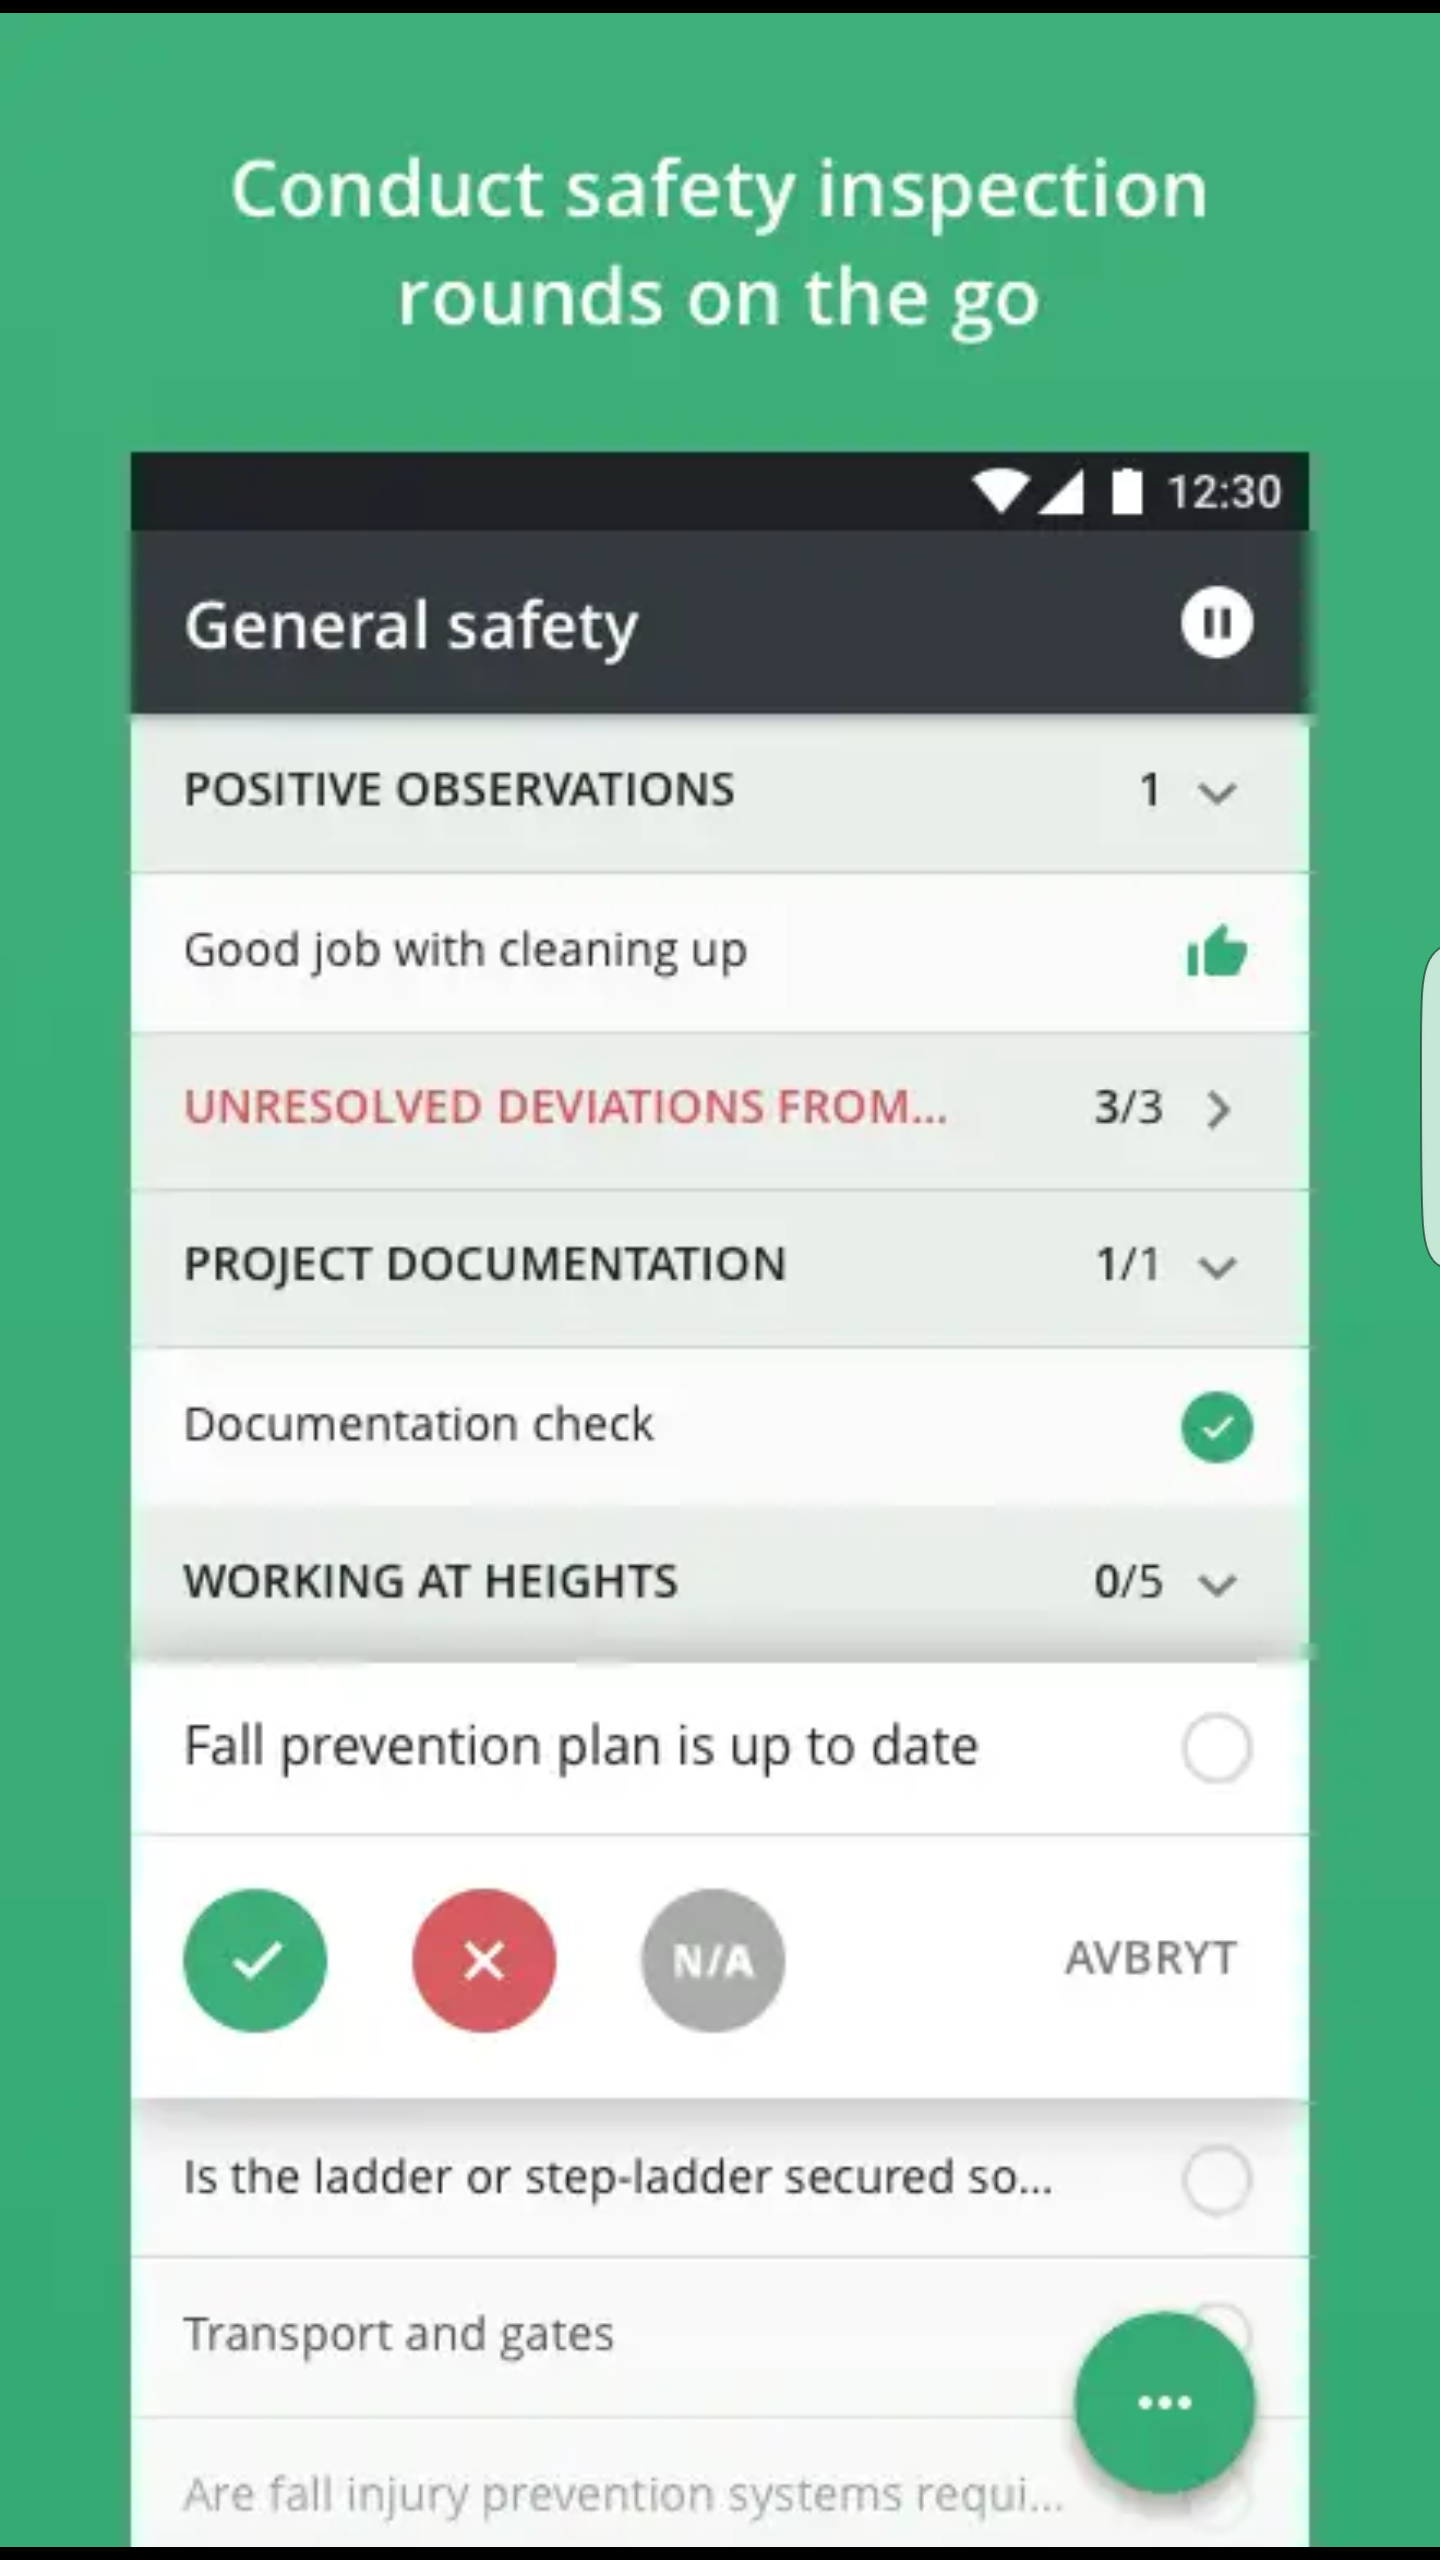 Conduct safety inspection
rounds on the go
12:30
General safety
POSITIVE OBSERVATIONS 1
Good job with cleaning up
UNRESOLVED DEVIATIONS FROM... 3/3
PROJECT DOCUMENTATION 1/1
Documentation check
WORKING AT HEIGHTS 0/5
Fall prevention plan is up to date
N/A AVBRYT
Is the ladder or step-ladder secured so...
Transport and gates
Are fall injury prevention systems requi...